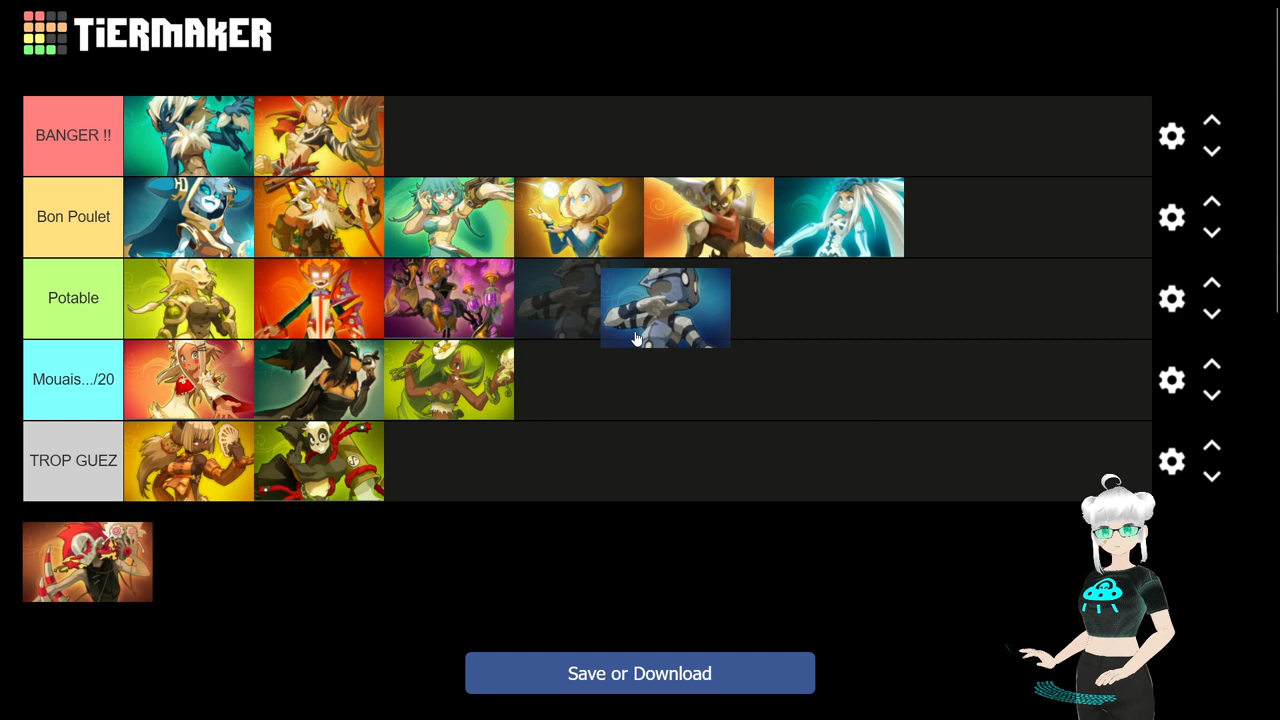 TiERMAKER
BANGER !!
Bon Poulet
Potable
Mouais.../20
TROP GUEZ
Save or Download